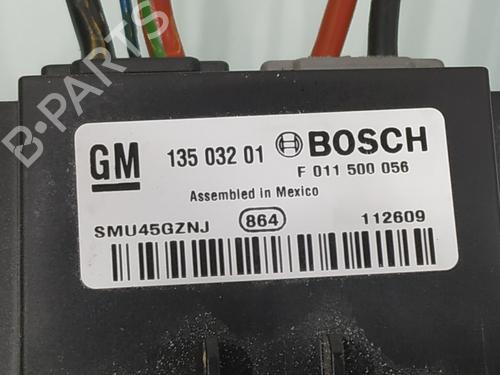 B-PARTS
GM 135 032 01 BOSCH
F 011 500 056
Assembled in Mexico
SMU45GZNJ 864 112609